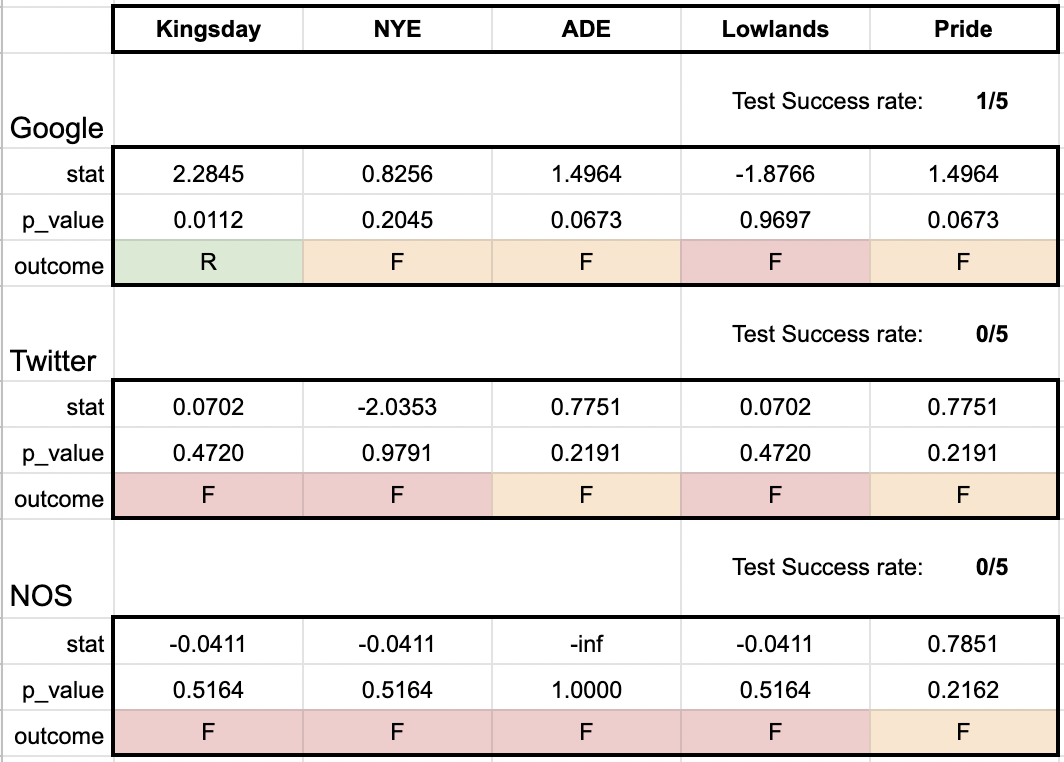 Kingsday NYE ADE Lowlands Pride
Test Success rate: 1/5
Google
stat 2.2845 0.8256 1.4964 -1.8766 1.4964
p_value 0.0112 0.2045 0.0673 0.9697 0.0673
outcome R F F F F
Test Success rate: 0/5
Twitter
stat 0.0702 -2.0353 0.7751 0.0702 0.7751
p_value 0.4720 0.9791 0.2191 0.4720 0.2191
outcome F F F F F
Test Success rate: 0/5
NOS
stat -0.0411 -0.0411 -inf -0.0411 0.7851
p_value 0.5164 0.5164 1.0000 0.5164 0.2162
outcome F F F F F